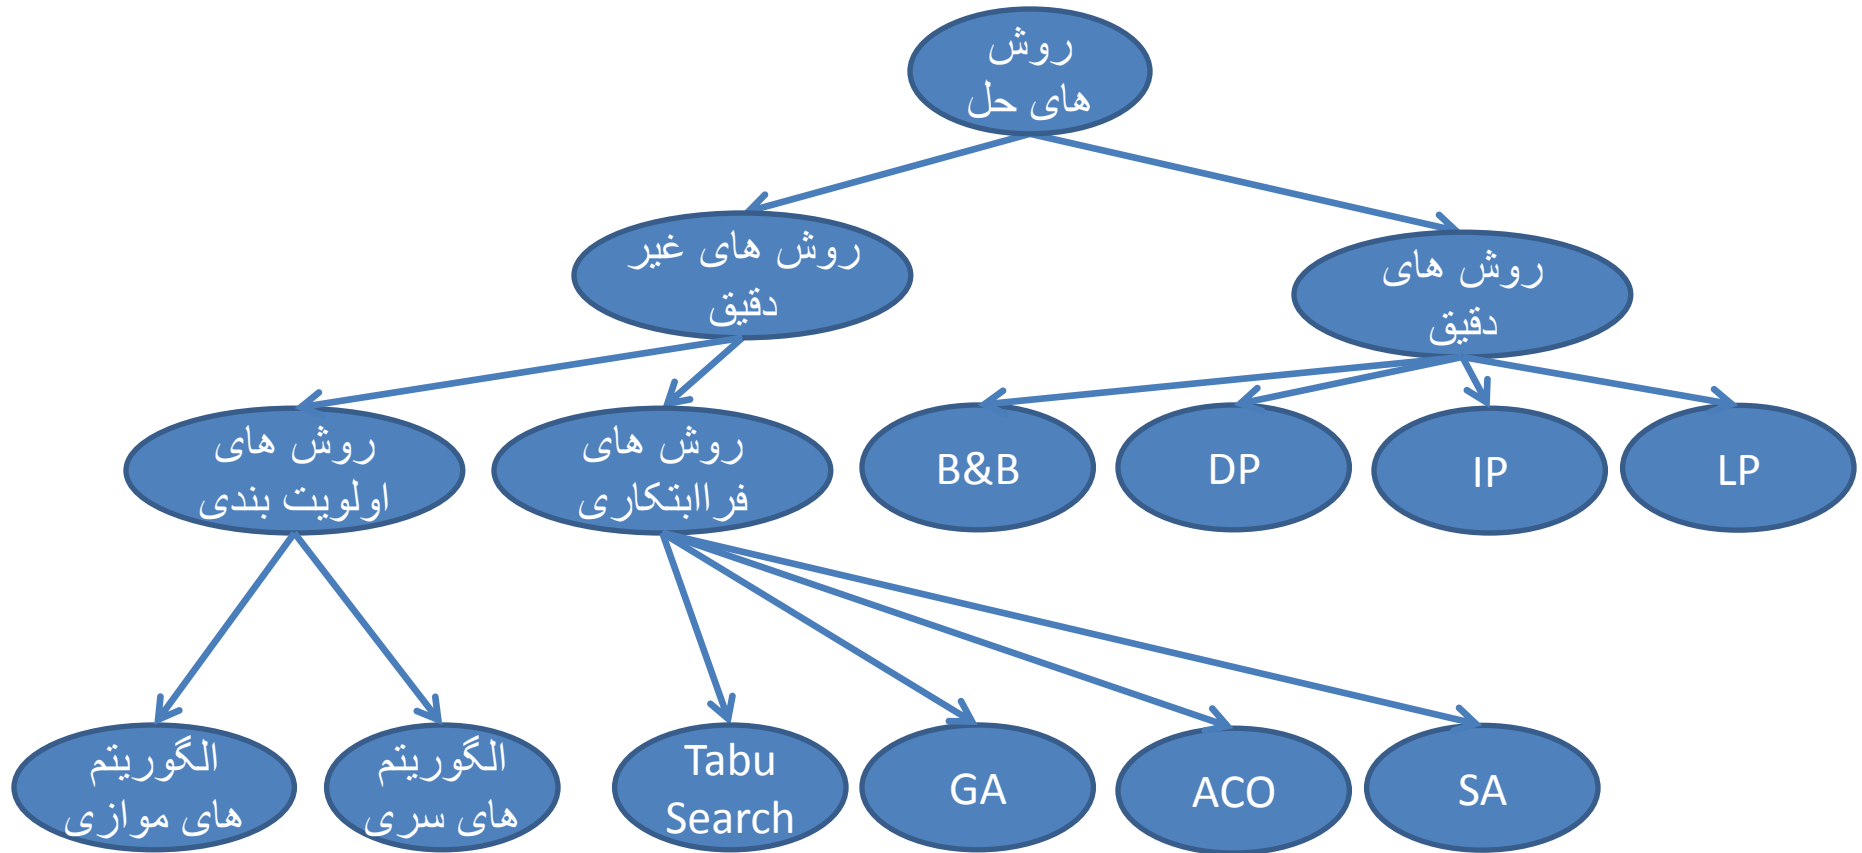 روش
های حل
روش های
دقیق
روش های غیر
دقیق
LP
IP
DP
B&B
روش های
فراابتکاری
روش های
اولویت بندی
SA
ACO
GA
Tabu
Search
الگوریتم
های سری
الگوریتم
های موازی